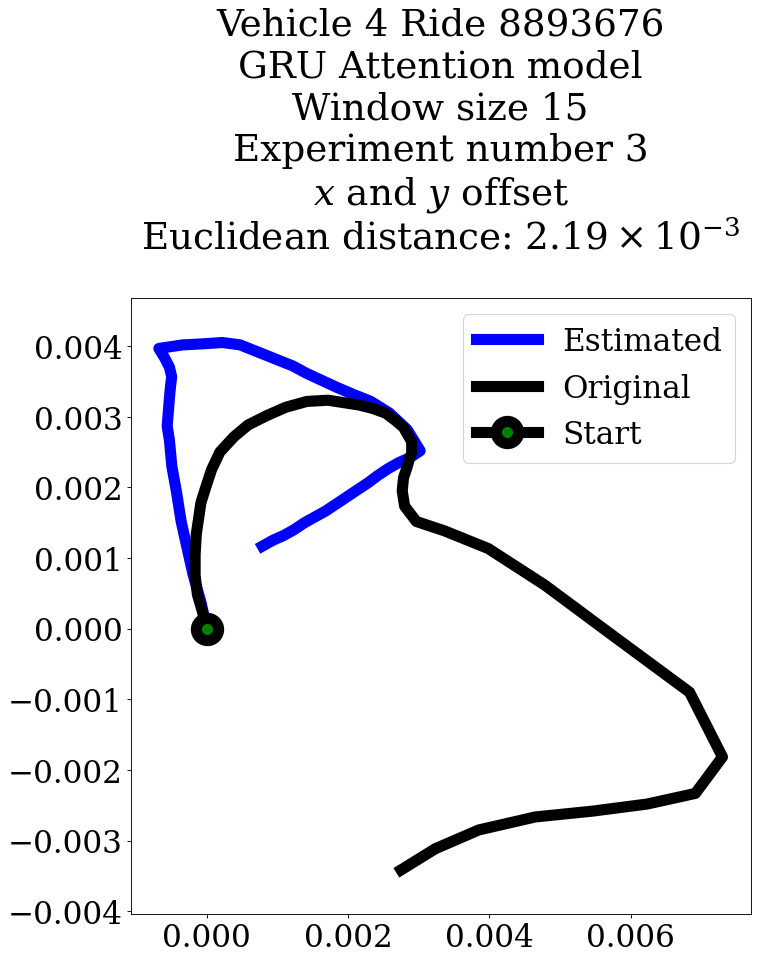 Vehicle 4 Ride 8893676
GRU Attention model
Window size 15
Experiment number 3
x and y offset
Euclidean distance: 2.19 × 10⁻³
Estimated
Original
Start
0.004
0.003
0.002
0.001
0.000
−0.001
−0.002
−0.003
−0.004
0.000 0.002 0.004 0.006